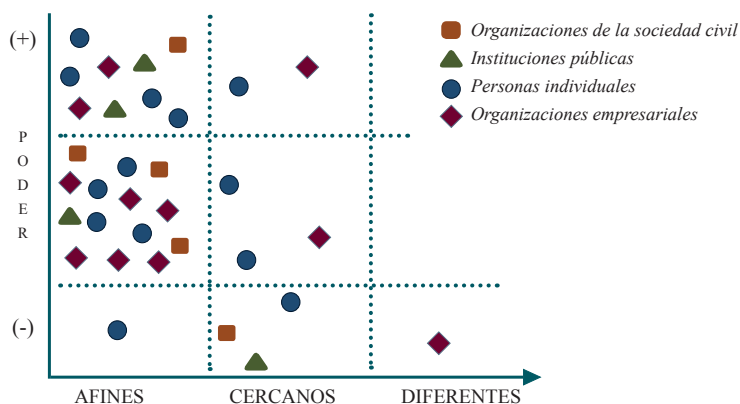 (+)
Organizaciones de la sociedad civil
Instituciones públicas
Personas individuales
Organizaciones empresariales
P
O
D
E
R
(-)
AFINES CERCANOS DIFERENTES